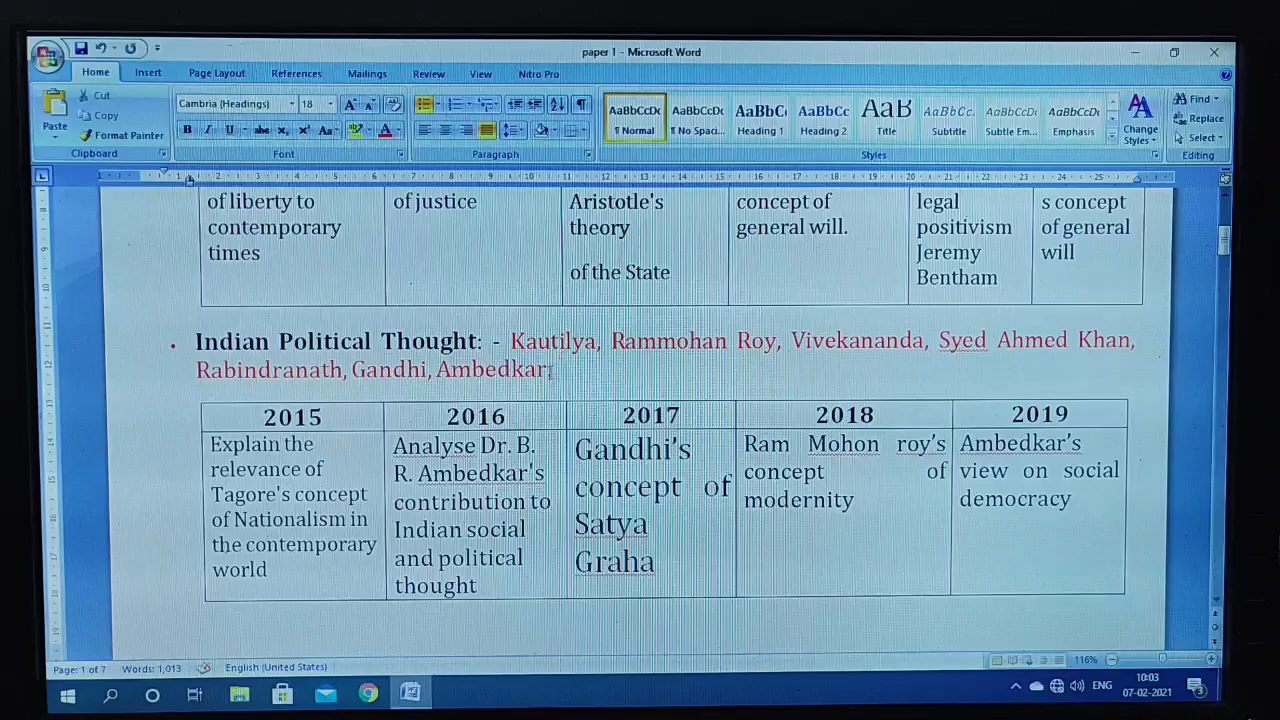 paper 1 - Microsoft Word
Home Insert Page Layout References Mailings Review View Nitro Pro
Paste
Cut
Copy
Format Painter
Clipboard
Cambria (Headings) 18
Font
Paragraph
AaBbCcDc AaBbCcDc AaBbC AaBbCc AaB AaBbCc. AaBbCcDc AaBbCcDc
¶ Normal ¶ No Spaci... Heading 1 Heading 2 Title Subtitle Subtle Em... Emphasis
Change
Styles
Styles
Find
Replace
Select
Editing
of liberty to
contemporary
times
of justice
Aristotle's
theory
of the State
concept of
general will.
legal
positivism
Jeremy
Bentham
s concept
of general
will
Indian Political Thought: - Kautilya, Rammohan Roy, Vivekananda, Syed Ahmed Khan,
Rabindranath, Gandhi, Ambedkar
2015 2016 2017 2018 2019
Explain the
relevance of
Tagore's concept
of Nationalism in
the contemporary
world
Analyse Dr. B.
R. Ambedkar's
contribution to
Indian social
and political
thought
Gandhi's
concept of
Satya
Graha
Ram Mohon roy's
concept of
modernity
Ambedkar's
view on social
democracy
Page: 1 of 7 Words: 1,013 English (United States)
116%
ENG
10:03
07-02-2021
3